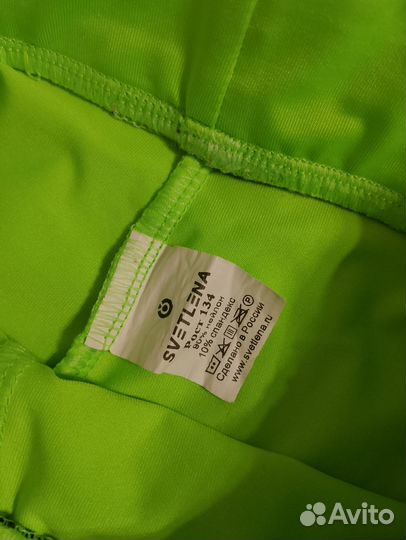 SVETLENA
Рост 134
90% нейлон
10% спандекс
Сделано в России
www.svetlena.ru
Avito